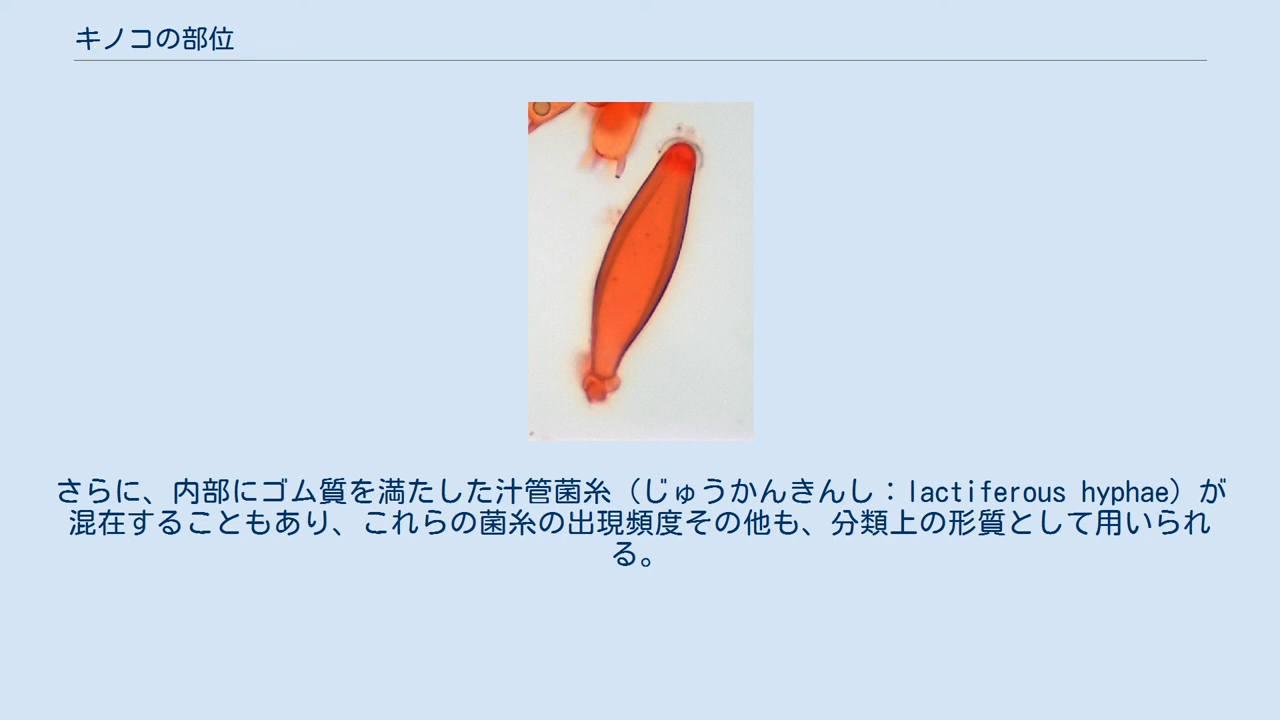 キノコの部位
さらに、内部にゴム質を満たした汁管菌糸（じゅうかんきんし：lactiferous hyphae）が
混在することもあり、これらの菌糸の出現頻度その他も、分類上の形質として用いられ
る。